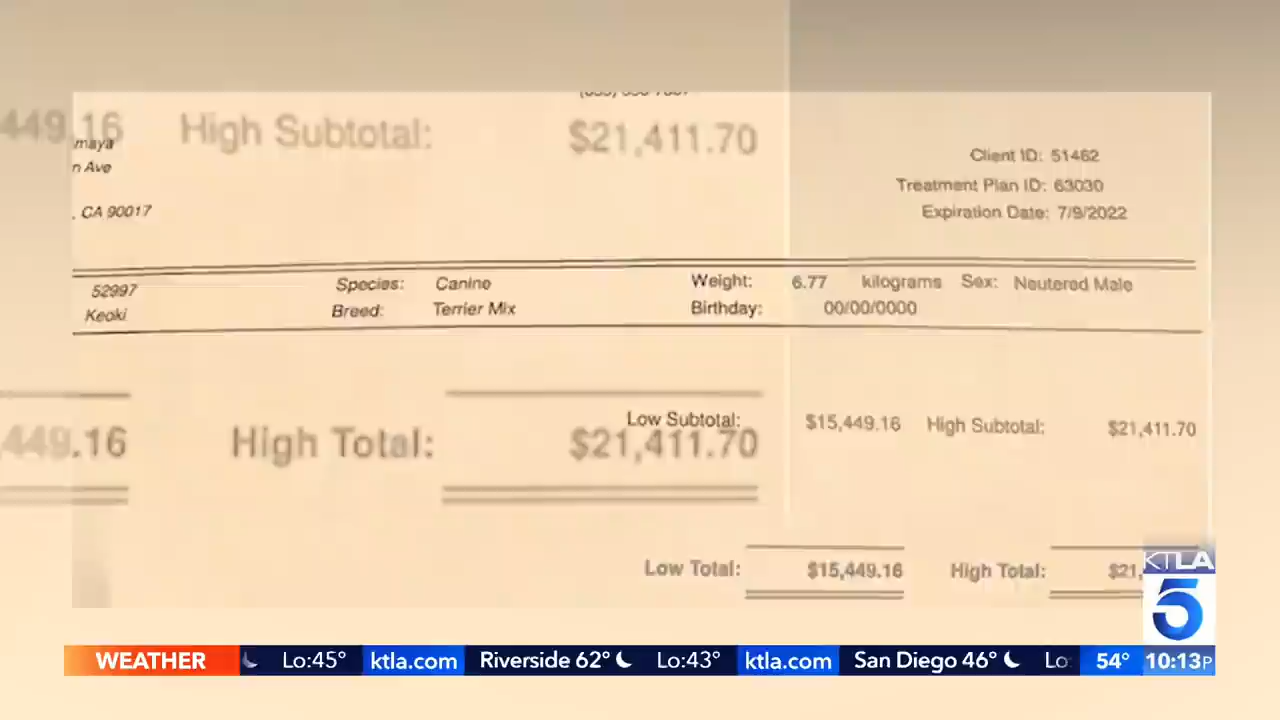 449.16 High Subtotal: $21,411.70
maya
n Ave
, CA 90017
Client ID: 51462
Treatment Plan ID: 63030
Expiration Date: 7/9/2022
52997 Species: Canine Weight: 6.77 kilograms Sex: Neutered Male
Keoki Breed: Terrier Mix Birthday: 00/00/0000
Low Subtotal: $15,449.16 High Subtotal: $21,411.70
,449.16 High Total: $21,411.70
Low Total: $15,449.16 High Total: $21,
KTLA
5
WEATHER Lo:45° ktla.com Riverside 62° Lo:43° ktla.com San Diego 46° Lo: 54° 10:13P